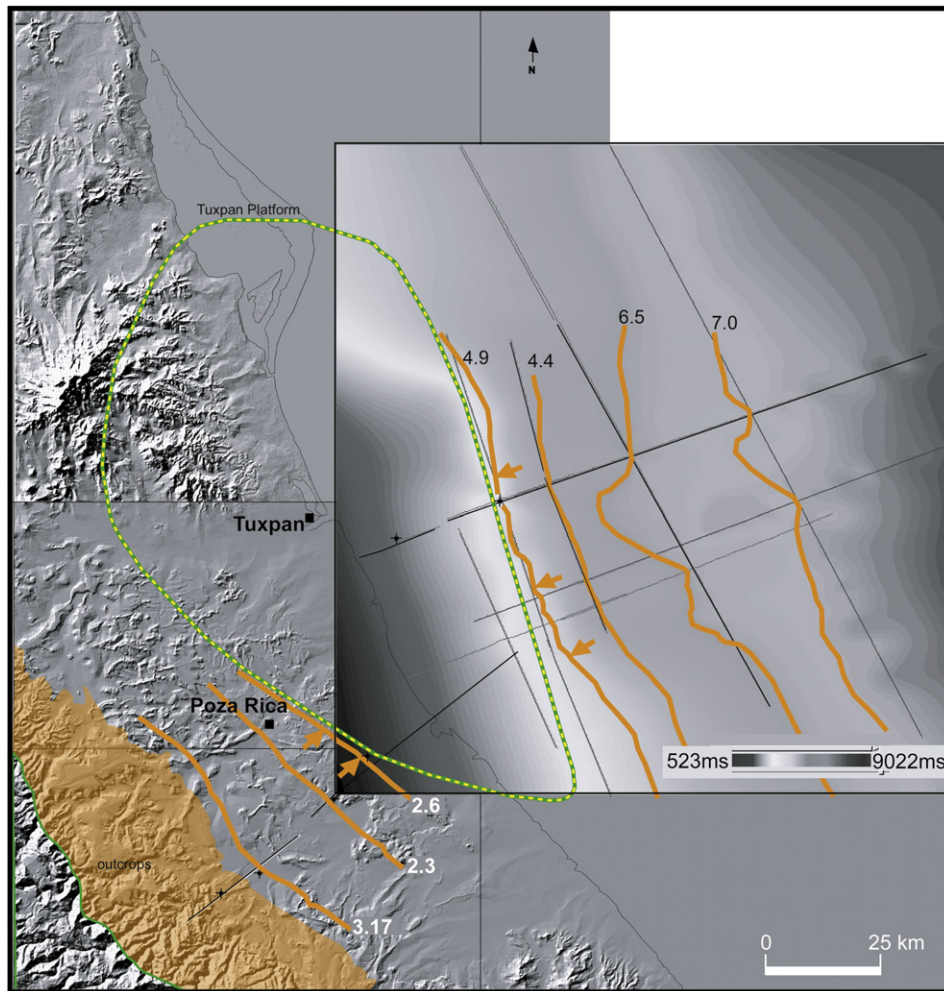 N
Tuxpan Platform
6.5
7.0
4.9
4.4
Tuxpan
Poza Rica
523ms
9022ms
2.6
outcrops
2.3
3.17
0
25 km